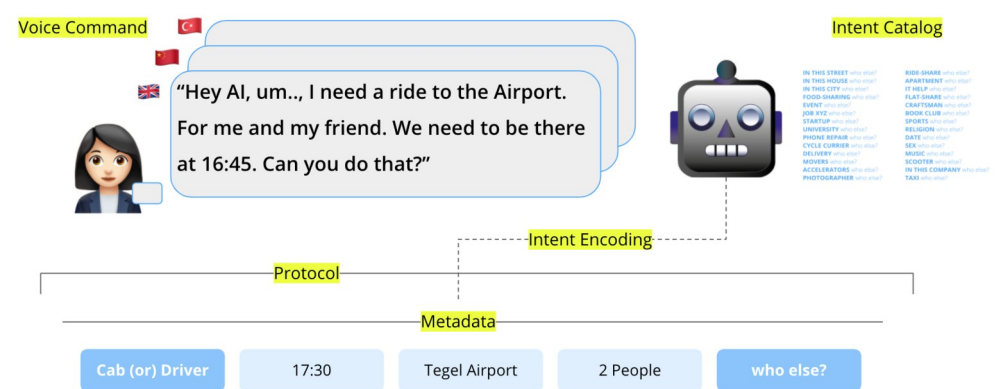 Voice Command
Intent Catalog
“Hey AI, um.., I need a ride to the Airport.
For me and my friend. We need to be there
at 16:45. Can you do that?”
IN THIS STREET who else?
IN THIS HOUSE who else?
IN THIS CITY who else?
FOOD-SHARING who else?
EVENT who else?
JOB XYZ who else?
STARTUP who else?
UNIVERSITY who else?
PHONE REPAIR who else?
CYCLE CURRIER who else?
DELIVERY who else?
MOVERS who else?
ACCELERATORS who else?
PHOTOGRAPHER who else?
RIDE-SHARE who else?
APARTMENT who else?
IT HELP who else?
FLAT-SHARE who else?
CRAFTSMAN who else?
BOOK CLUB who else?
SPORTS who else?
RELIGION who else?
DATE who else?
SEX who else?
MUSIC who else?
SCOOTER who else?
IN THIS COMPANY who else?
TAXI who else?
Intent Encoding
Protocol
Metadata
Cab (or) Driver
17:30
Tegel Airport
2 People
who else?